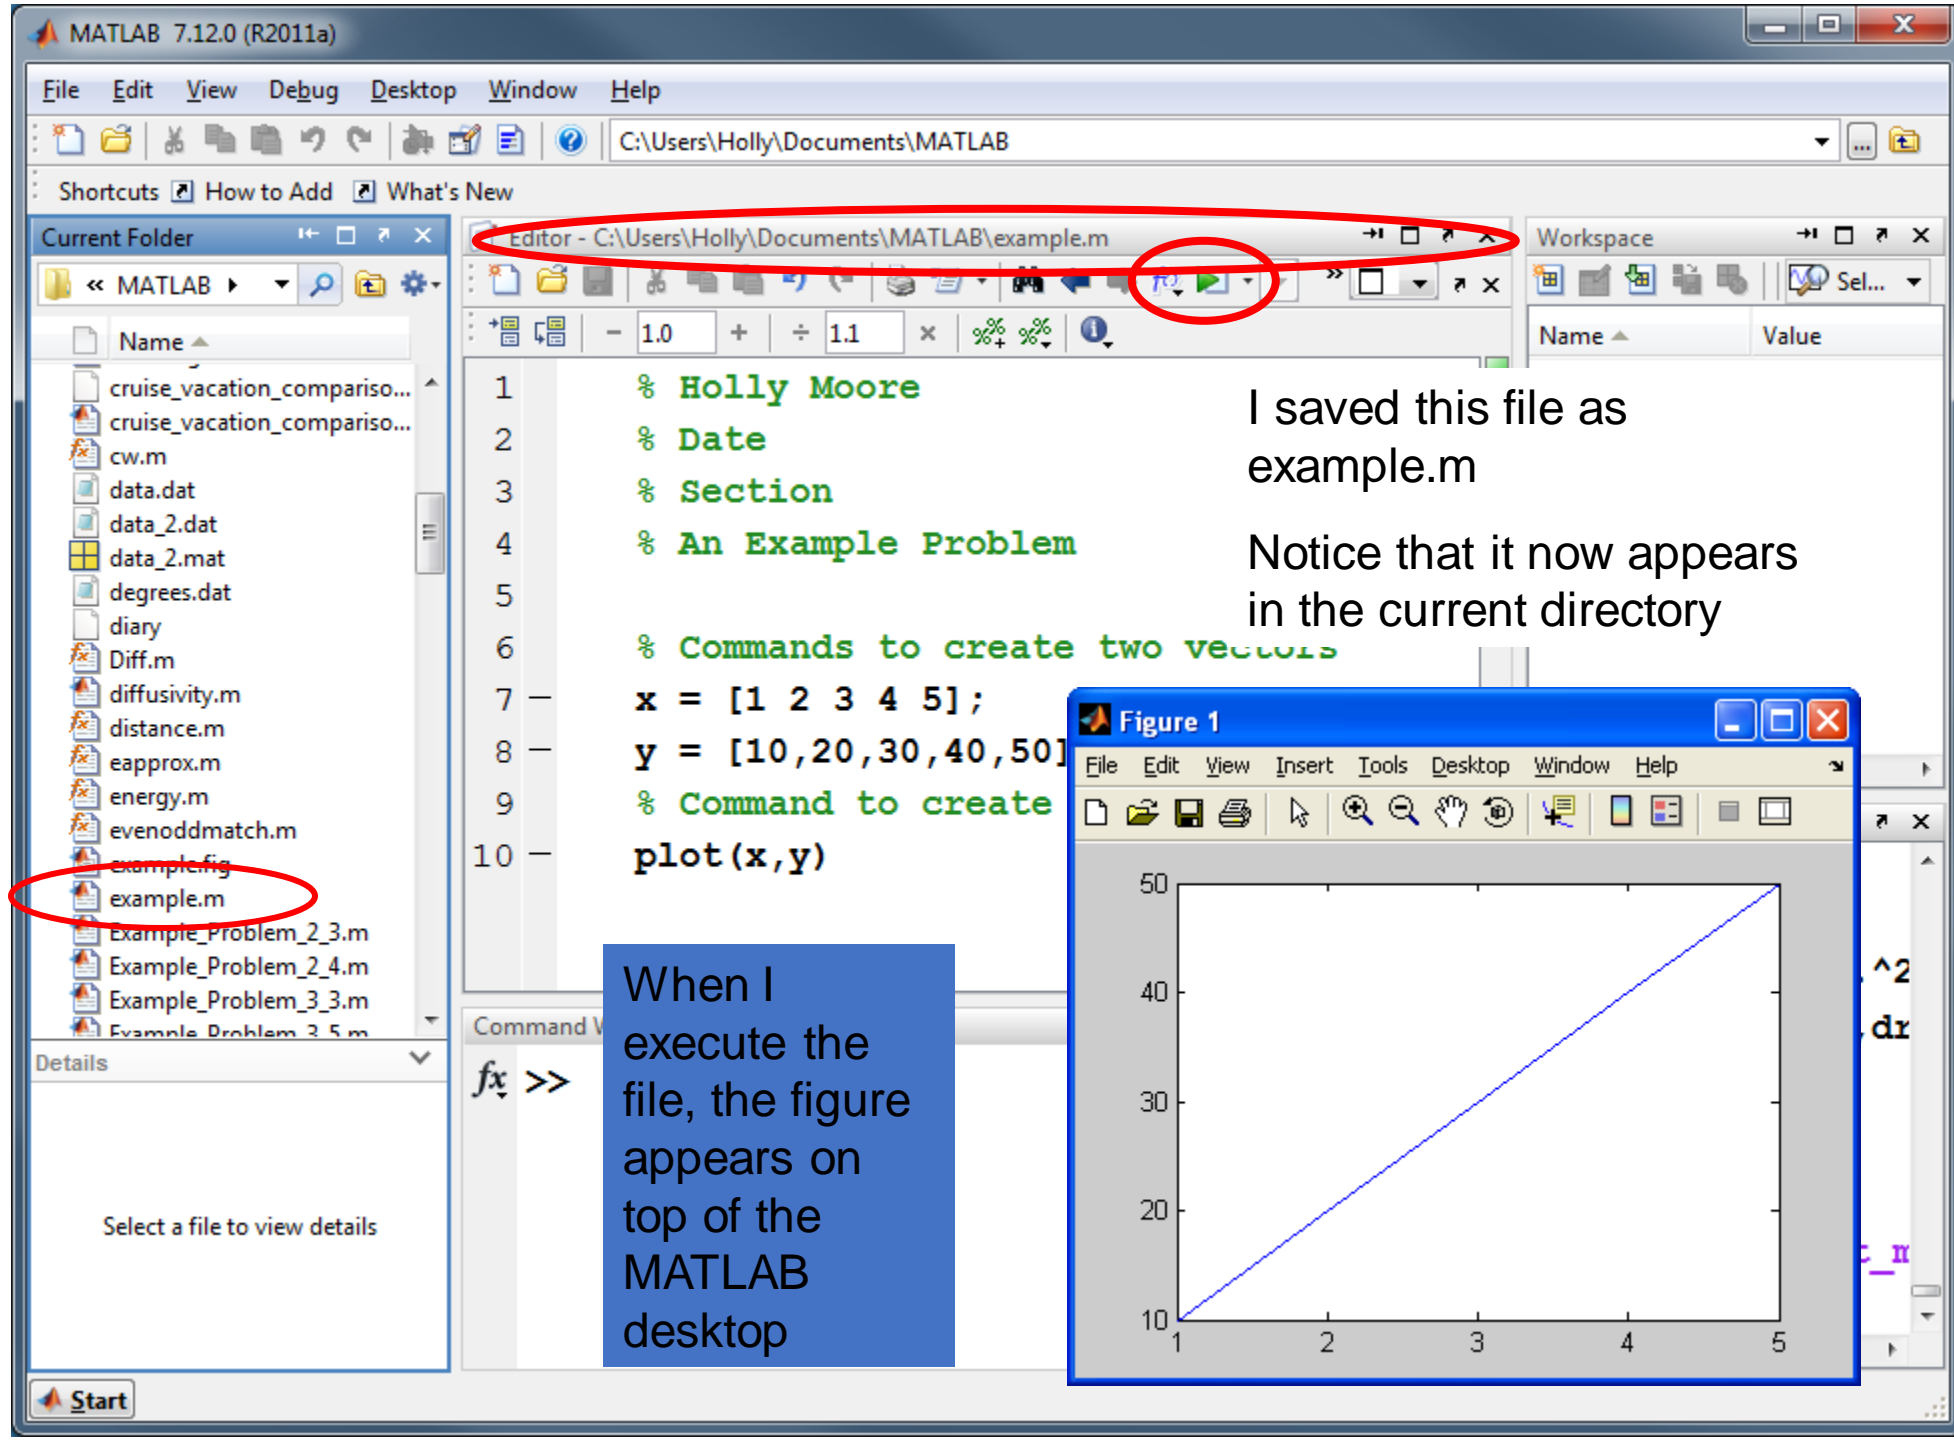 MATLAB 7.12.0 (R2011a)
File Edit View Debug Desktop Window Help
C:\Users\Holly\Documents\MATLAB
Shortcuts How to Add What's New
Current Folder
« MATLAB
Name
cruise_vacation_compariso...
cruise_vacation_compariso...
cw.m
data.dat
data_2.dat
data_2.mat
degrees.dat
diary
Diff.m
diffusivity.m
distance.m
eapprox.m
energy.m
evenoddmatch.m
example.fig
example.m
Example_Problem_2_3.m
Example_Problem_2_4.m
Example_Problem_3_3.m
Example_Problem_3_5.m
Details
Select a file to view details
Start
Editor - C:\Users\Holly\Documents\MATLAB\example.m
- 1.0 + ÷ 1.1 ×
1 % Holly Moore
2 % Date
3 % Section
4 % An Example Problem
5
6 % Commands to create two vectors
7 - x = [1 2 3 4 5];
8 - y = [10,20,30,40,50]
9 % Command to create
10 - plot(x,y)
Command
fx >>
Workspace
Sel...
Name Value
I saved this file as
example.m
Notice that it now appears
in the current directory
When I
execute the
file, the figure
appears on
top of the
MATLAB
desktop
Figure 1
File Edit View Insert Tools Desktop Window Help
50
40
30
20
10
1 2 3 4 5
.^2